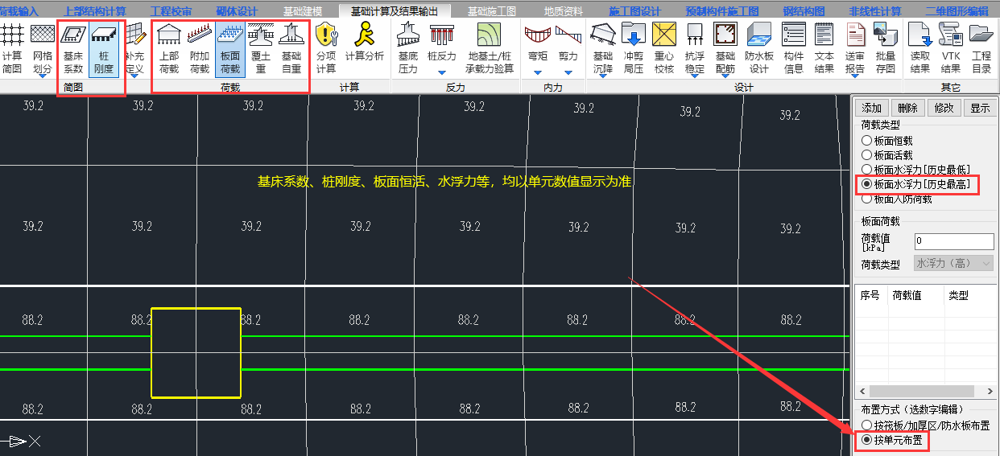 荷载输入 上部结构计算 工程校审 砌体设计 基础建模 基础计算及结果输出 基础施工图 地质资料 施工图设计 预制构件施工图 钢结构图 非线性计算 二维图形编辑
计算 网格 基床 桩 补充 上部 附加 板面 覆土 基础 分项 计算分析 基底 桩反力 地基土/桩 弯矩 剪力 基础 冲剪 重心 抗浮 基础 防水板 构件 文本 送审 批量 读取 VTK 工程
简图 划分 系数 刚度 定义 荷载 荷载 荷载 重 自重 计算 压力 承载力验算 沉降 局压 校核 稳定 配筋 设计 信息 结果 报告 存图 结果 结果 目录
简图 荷载 计算 反力 内力 设计 其它
39.2 39.2 39.2 39.2 39.2 39.2
基床系数、桩刚度、板面恒活、水浮力等，均以单元数值显示为准
39.2 39.2 39.2 39.2 39.2 39.2 39.2
88.2 88.2 88.2 88.2 88.2 88.2 88.2 88.2
88.2 88.2 88.2 88.2 88.2 88.2 88.2 88.2
X
添加 删除 修改 显示
荷载类型
板面恒载
板面活载
板面水浮力[历史最低]
板面水浮力[历史最高]
板面人防荷载
板面荷载
荷载值
[kPa]
0
荷载类型 水浮力（高）
序号 荷载值 类型
布置方式（选数字编辑）
按筏板/加厚区/防水板布置
按单元布置